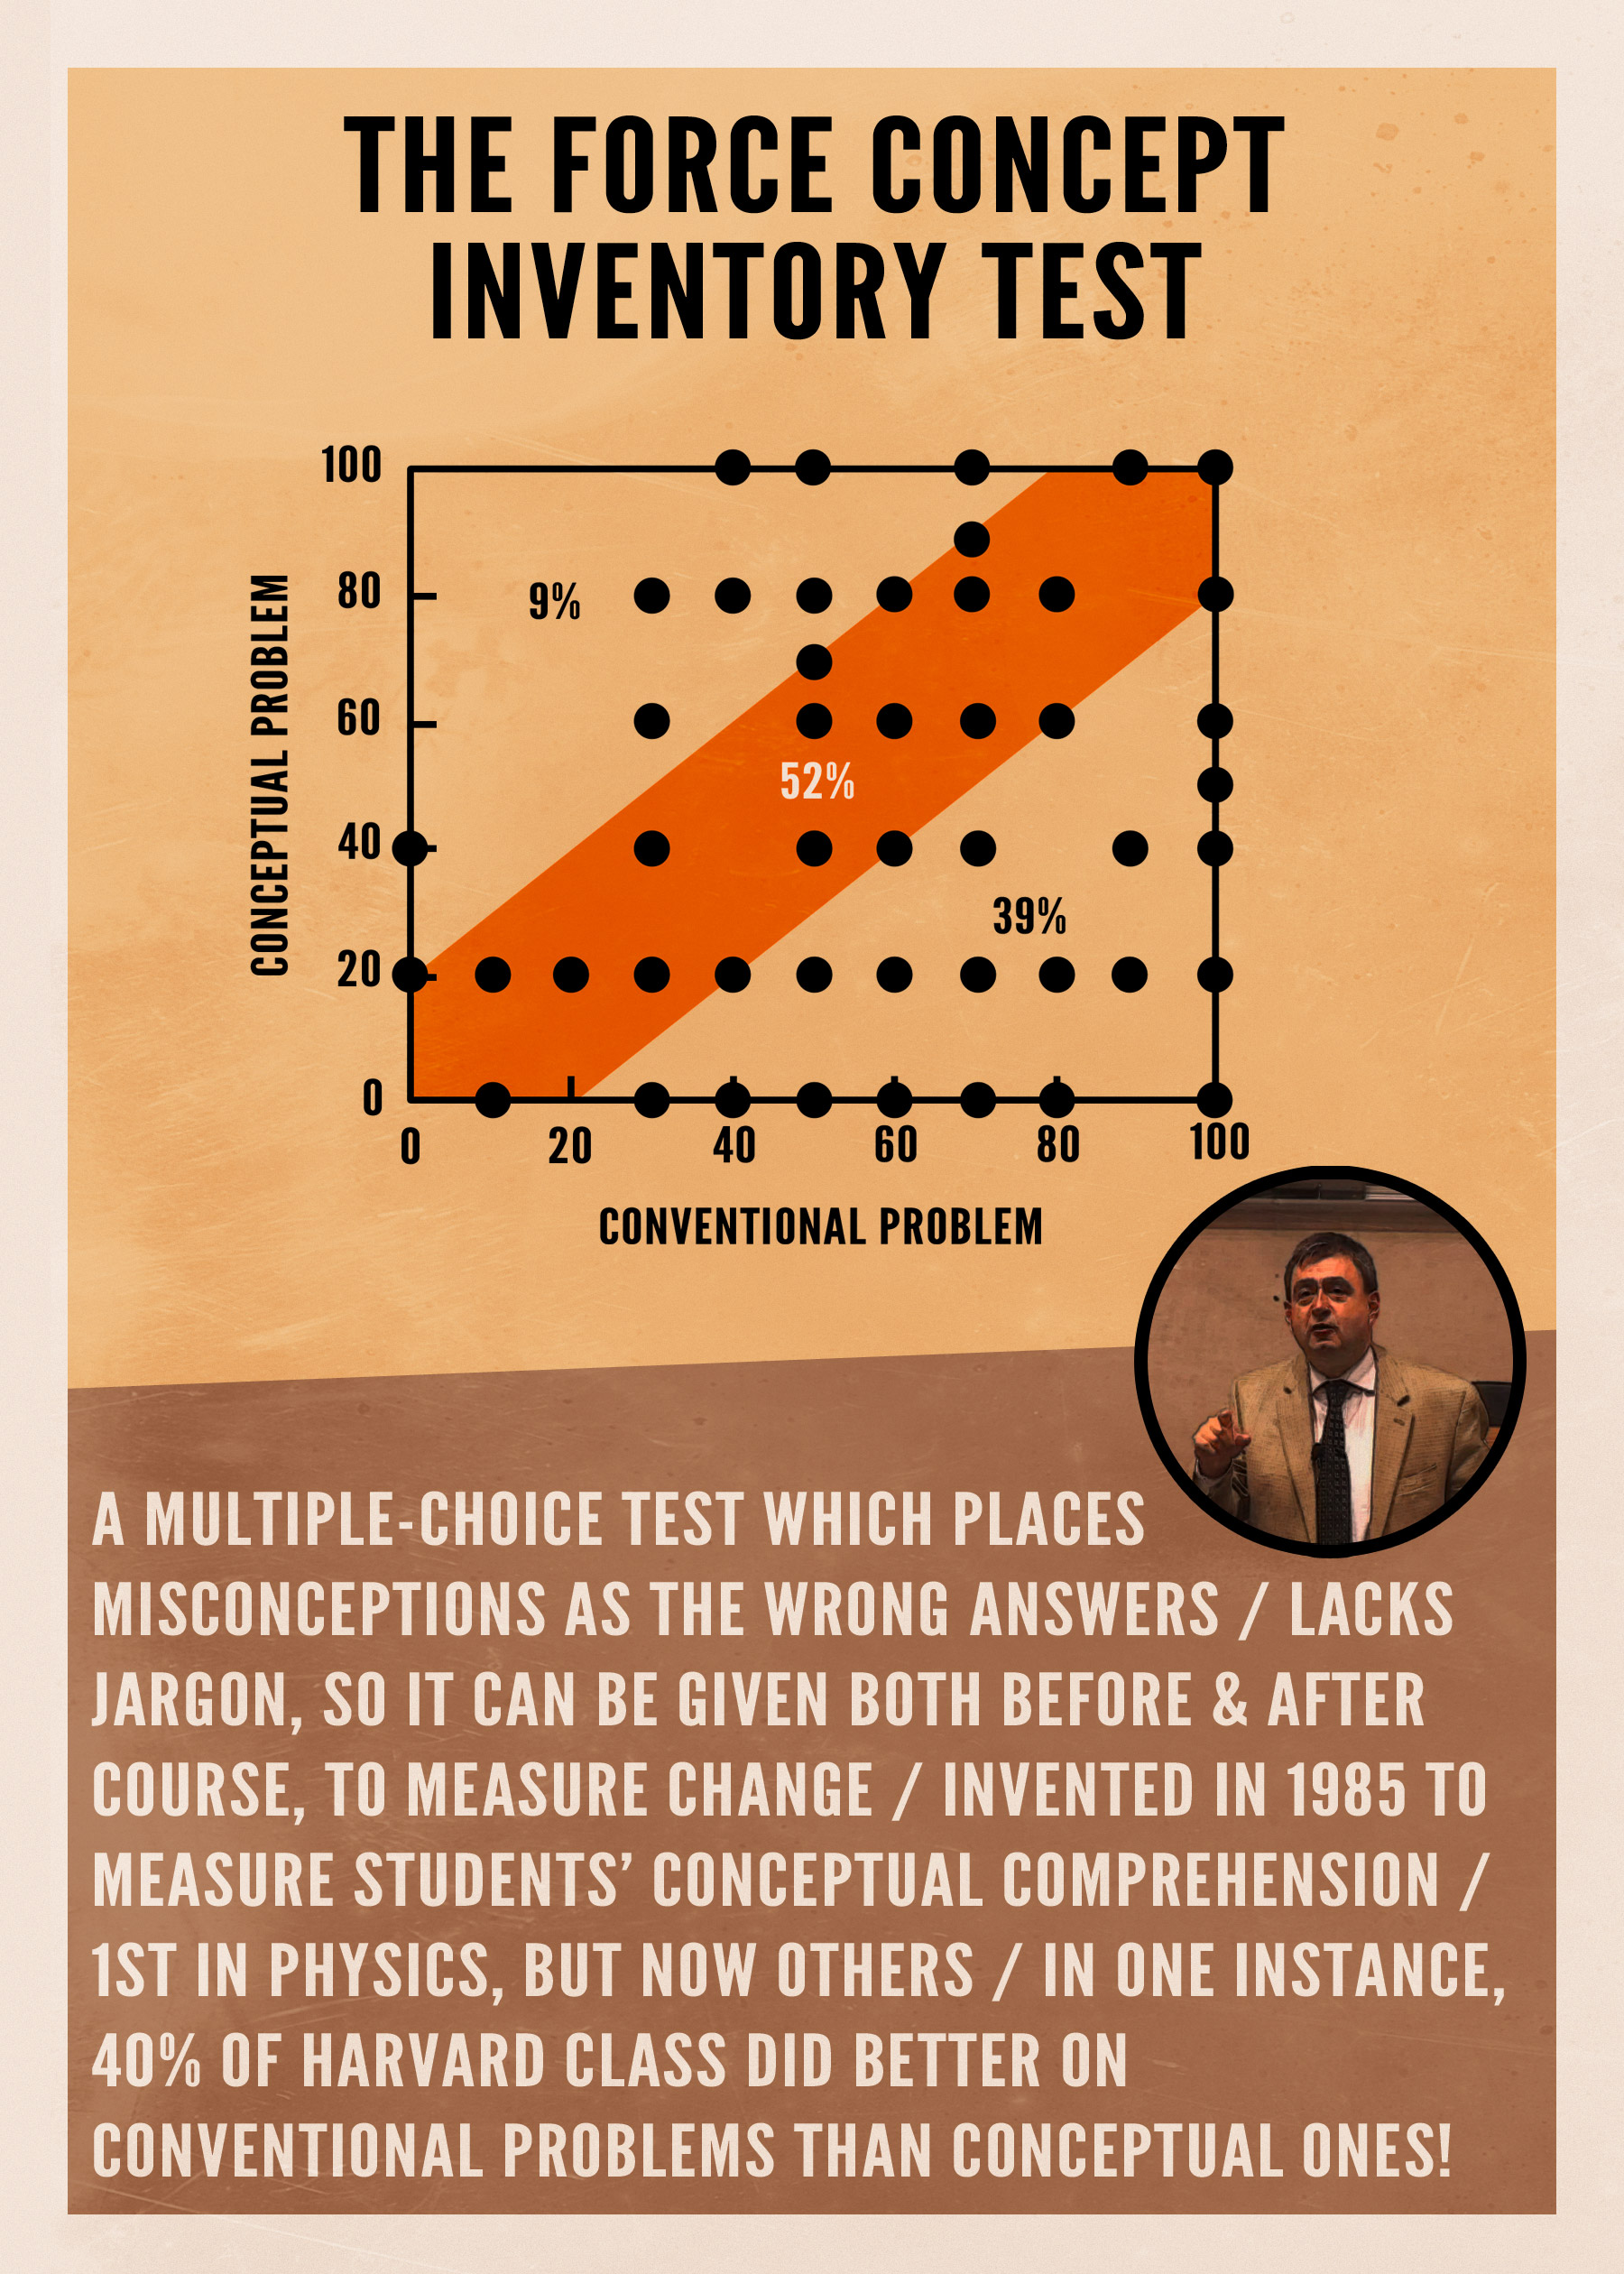 THE FORCE CONCEPT
INVENTORY TEST
100
80
60
40
20
0
CONCEPTUAL PROBLEM
9%
52%
39%
0 20 40 60 80 100
CONVENTIONAL PROBLEM
A MULTIPLE-CHOICE TEST WHICH PLACES
MISCONCEPTIONS AS THE WRONG ANSWERS / LACKS
JARGON, SO IT CAN BE GIVEN BOTH BEFORE & AFTER
COURSE, TO MEASURE CHANGE / INVENTED IN 1985 TO
MEASURE STUDENTS’ CONCEPTUAL COMPREHENSION /
1ST IN PHYSICS, BUT NOW OTHERS / IN ONE INSTANCE,
40% OF HARVARD CLASS DID BETTER ON
CONVENTIONAL PROBLEMS THAN CONCEPTUAL ONES!